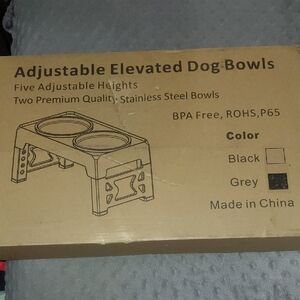 Adjustable Elevated Dog Bowls
Five Adjustable Heights
Two Premium Quality Stainless Steel Bowls
BPA Free, ROHS,P65
Color
Black
Grey
Made in China